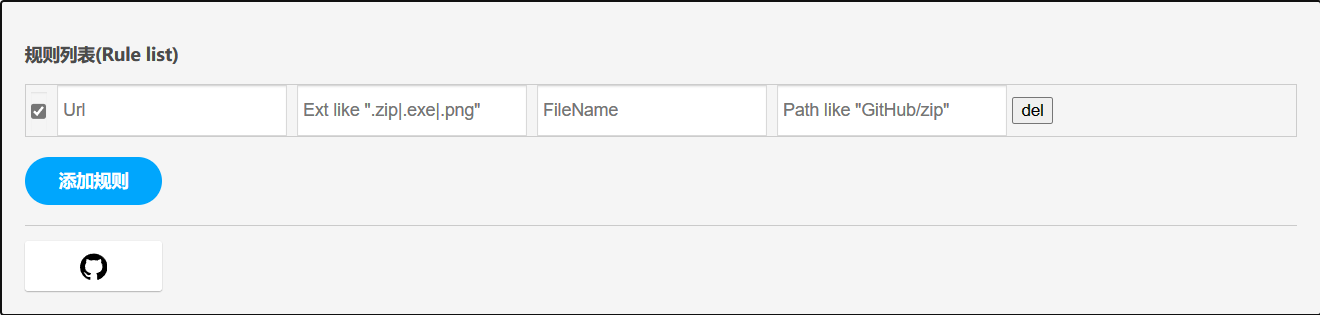 规则列表(Rule list)
Url Ext like ".zip|.exe|.png" FileName Path like "GitHub/zip" del
添加规则